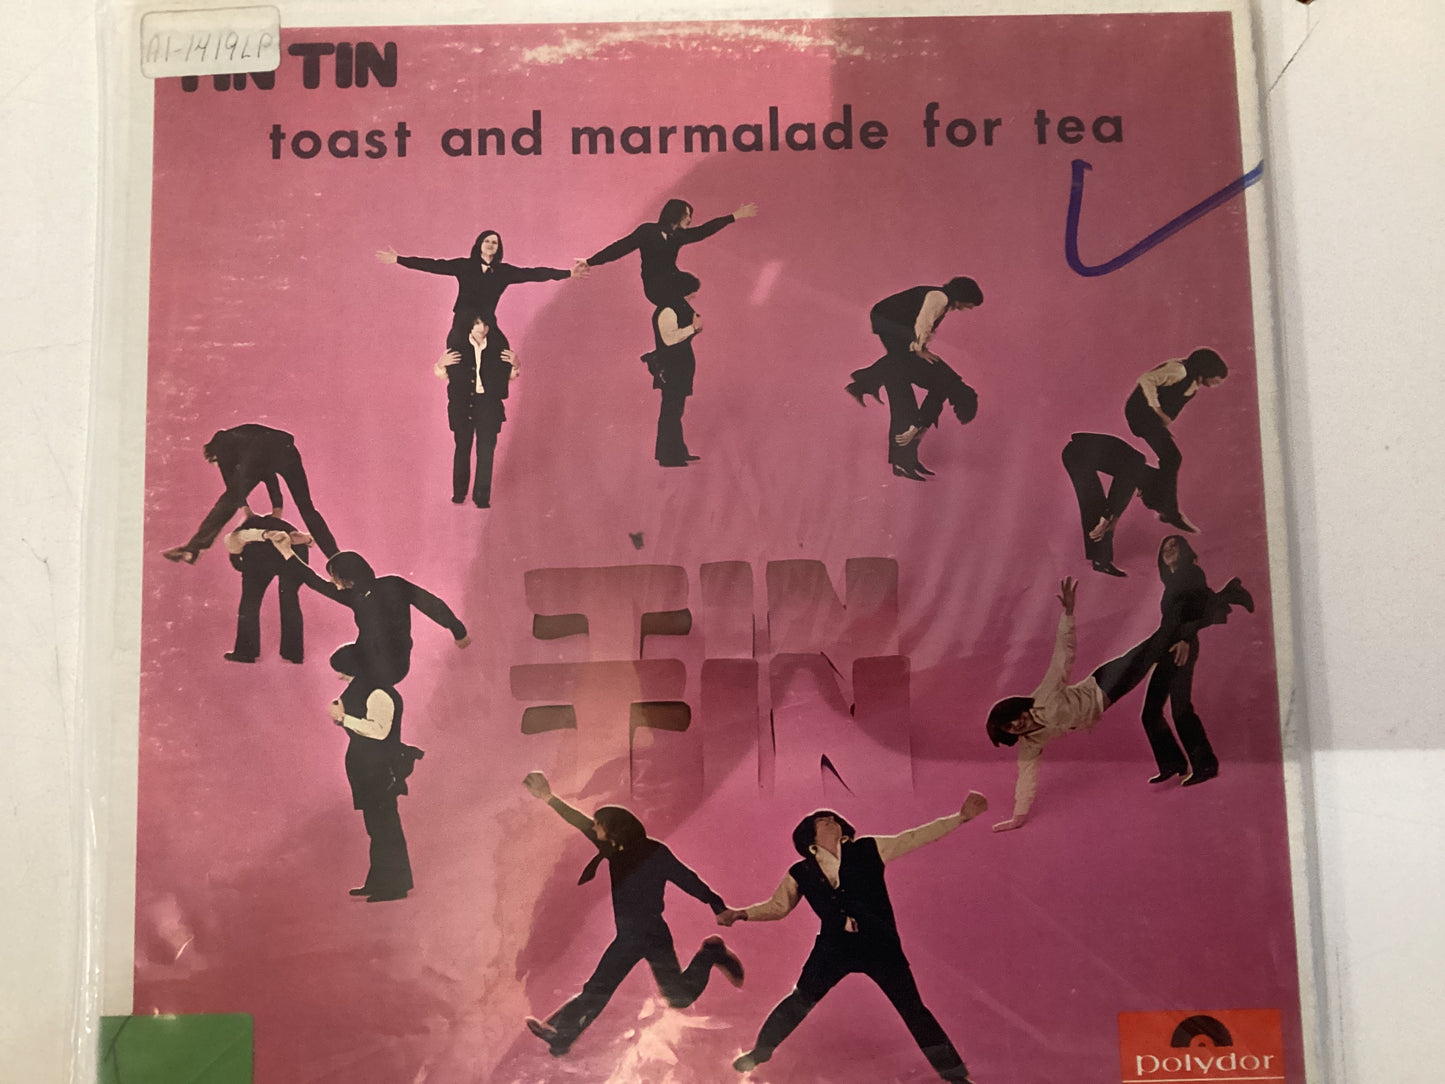 A1-1419LP
TIN TIN
toast and marmalade for tea
TIN
TIN
polydor